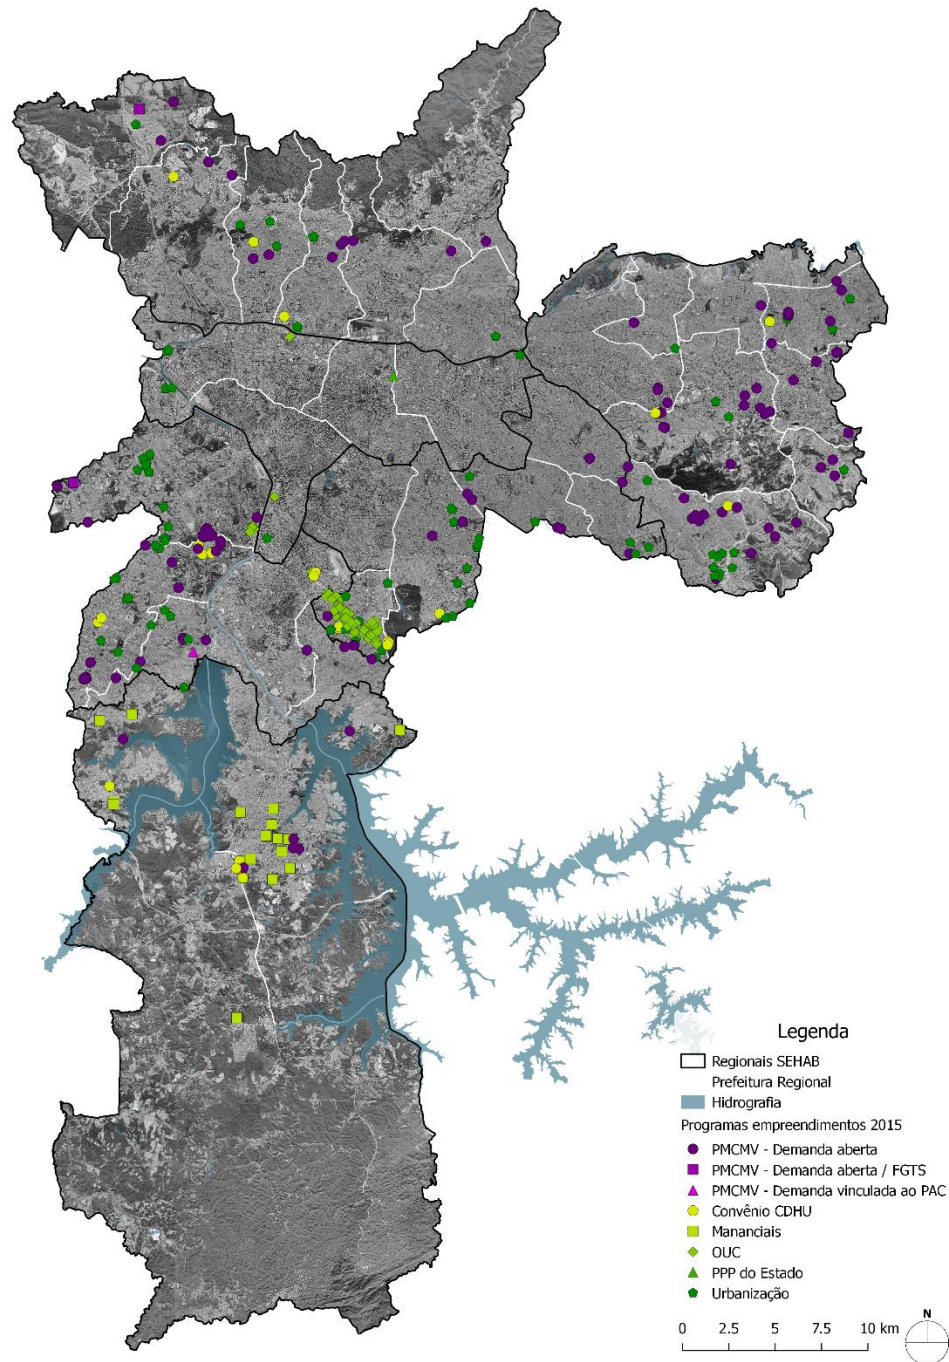 Legenda
Regionais SEHAB
Prefeitura Regional
Hidrografia
Programas empreendimentos 2015
PMCMV - Demanda aberta
PMCMV - Demanda aberta / FGTS
PMCMV - Demanda vinculada ao PAC
Convênio CDHU
Mananciais
OUC
PPP do Estado
Urbanização
N
0 2.5 5 7.5 10 km